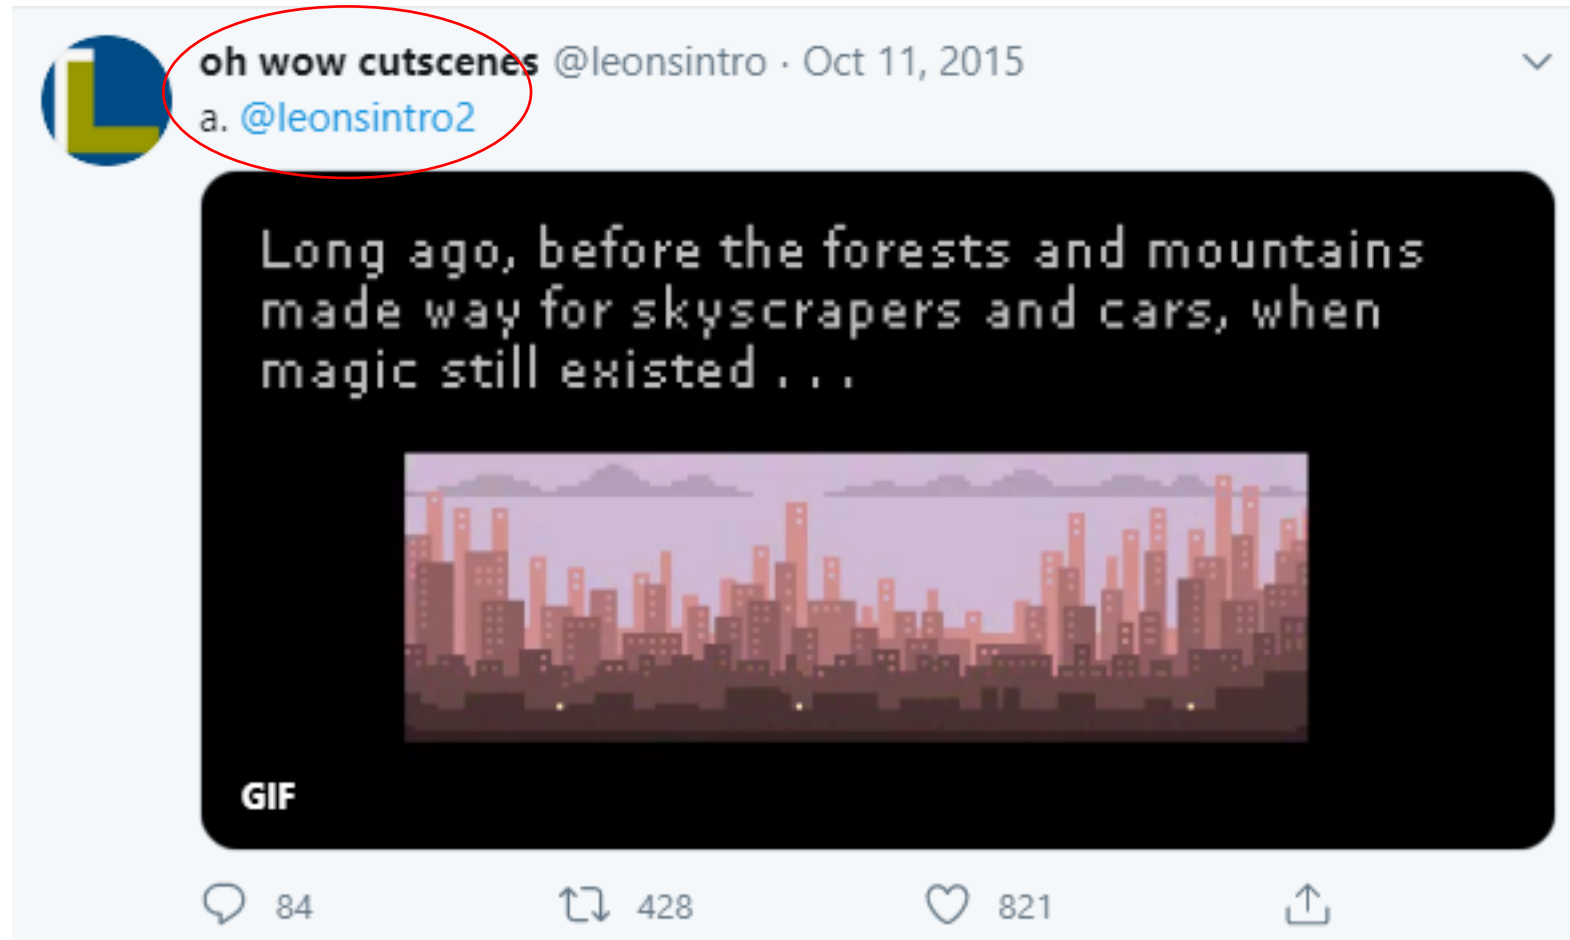 oh wow cutscenes @leonsintro · Oct 11, 2015
a. @leonsintro2
Long ago, before the forests and mountains
made way for skyscrapers and cars, when
magic still existed . . .
GIF
84 428 821